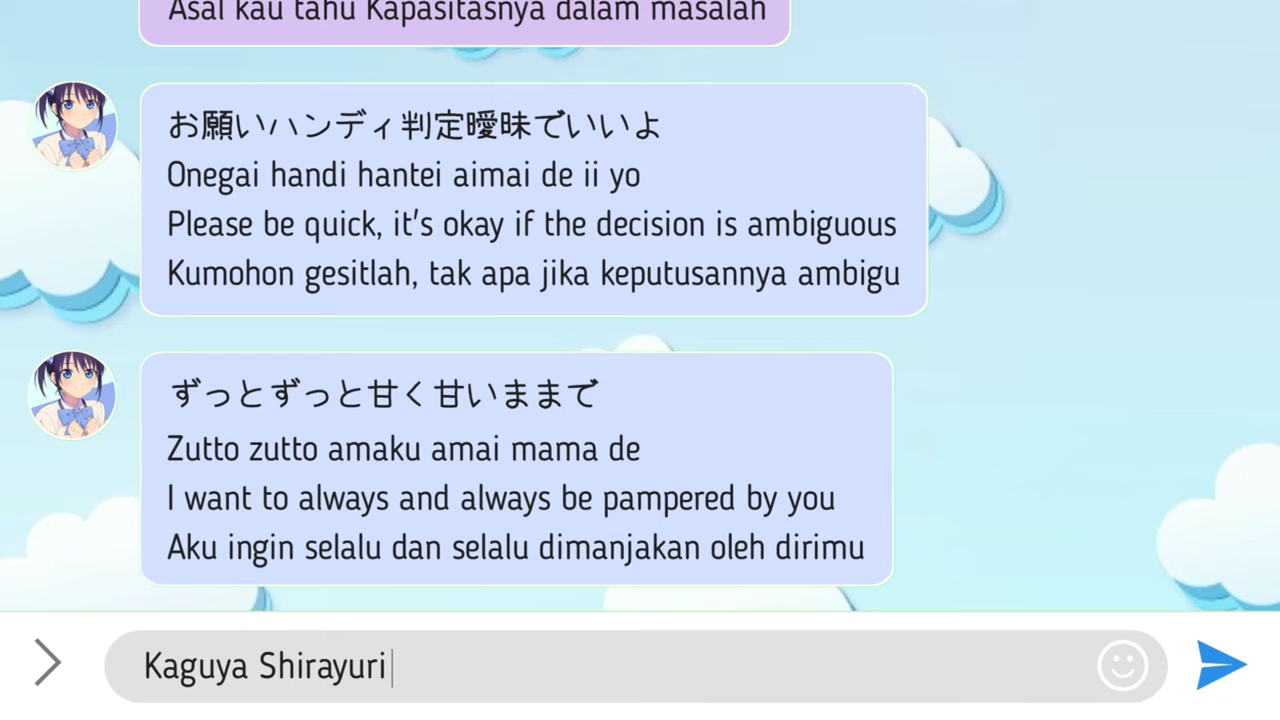 Asal kau tahu Kapasitasnya dalam masalah
お願いハンディ判定曖昧でいいよ
Onegai handi hantei aimai de ii yo
Please be quick, it's okay if the decision is ambiguous
Kumohon gesitlah, tak apa jika keputusannya ambigu
ずっとずっと甘く甘いままで
Zutto zutto amaku amai mama de
I want to always and always be pampered by you
Aku ingin selalu dan selalu dimanjakan oleh dirimu
Kaguya Shirayuri